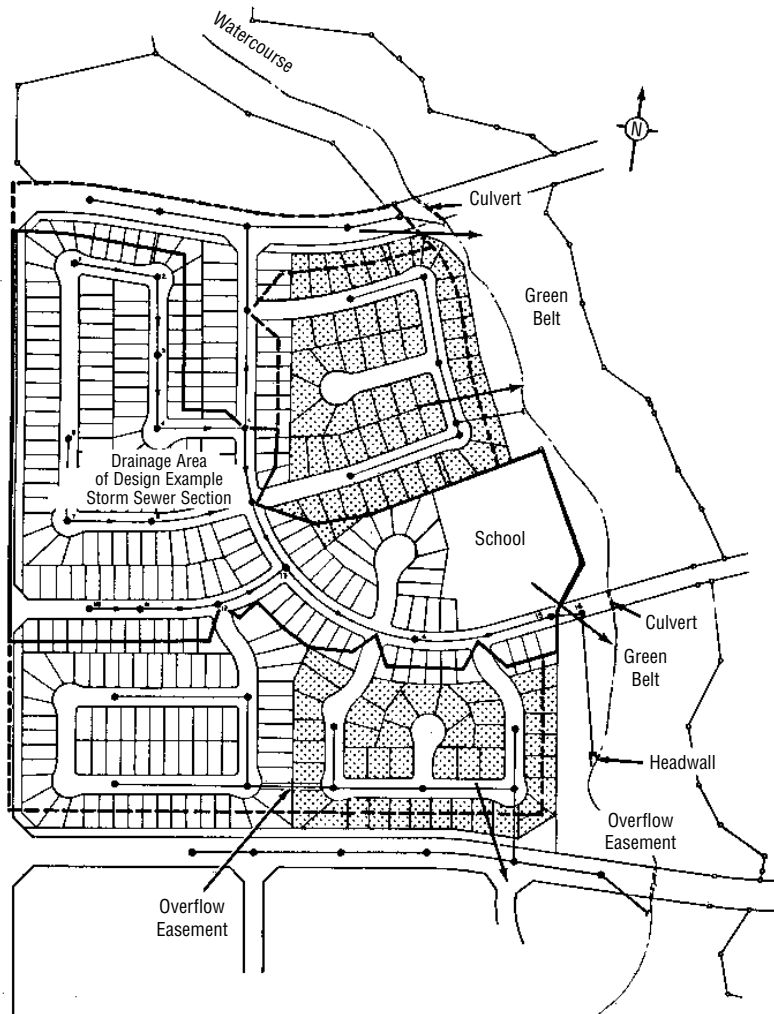 Watercourse
N
Culvert
Green
Belt
Drainage Area
of Design Example
Storm Sewer Section
School
Culvert
Green
Belt
Headwall
Overflow
Easement
Overflow
Easement